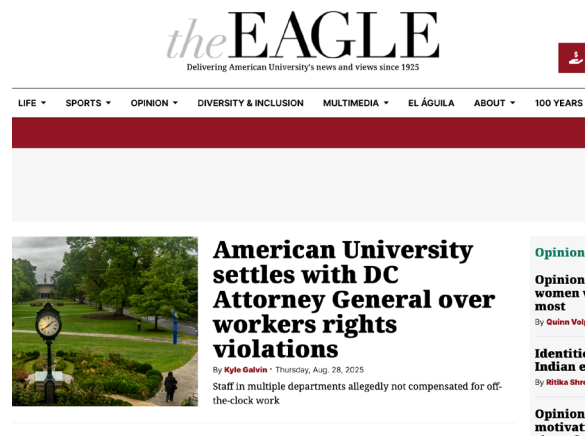 the EAGLE
Delivering American University's news and views since 1925
LIFE SPORTS OPINION DIVERSITY & INCLUSION MULTIMEDIA EL ÁGUILA ABOUT 100 YEARS
American University
settles with DC
Attorney General over
workers rights
violations
By Kyle Galvin • Thursday, Aug. 28, 2025
Staff in multiple departments allegedly not compensated for off-
the-clock work
Opinion
Opinion
women
most
By Quinn
Indian
By Ritika
Opinion